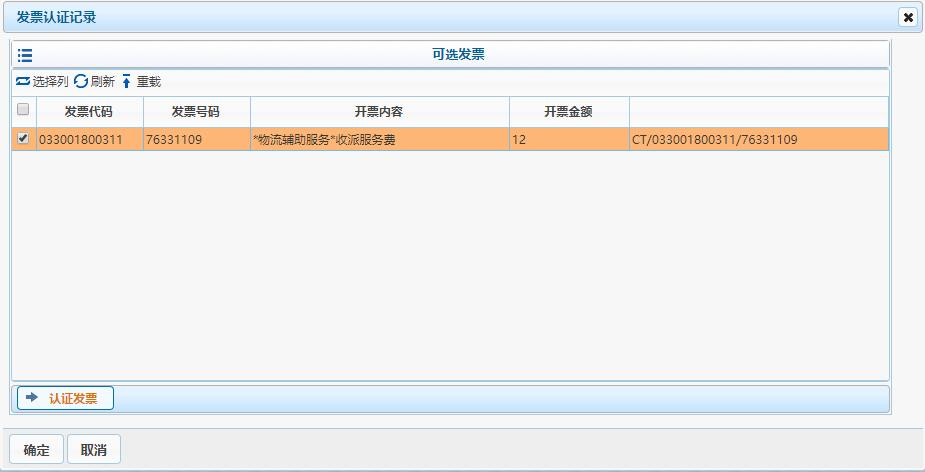 发票认证记录
可选发票
选择列 刷新 重载
发票代码 发票号码 开票内容 开票金额
033001800311 76331109 *物流辅助服务*收派服务费 12 CT/033001800311/76331109
认证发票
确定 取消